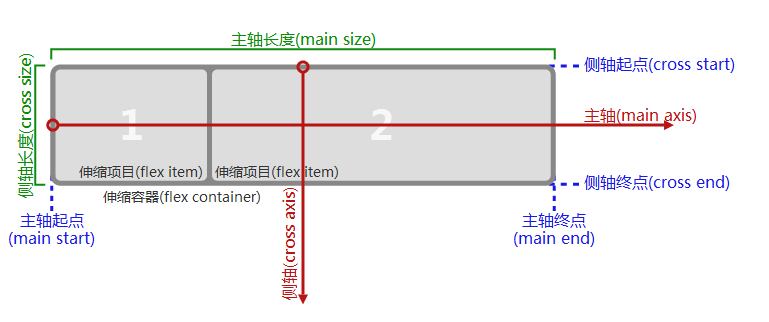 主轴长度(main size)
侧轴起点(cross start)
侧轴长度(cross size)
1
2
主轴(main axis)
伸缩项目(flex item)
伸缩项目(flex item)
侧轴终点(cross end)
伸缩容器(flex container)
主轴起点
(main start)
侧轴(cross axis)
主轴终点
(main end)